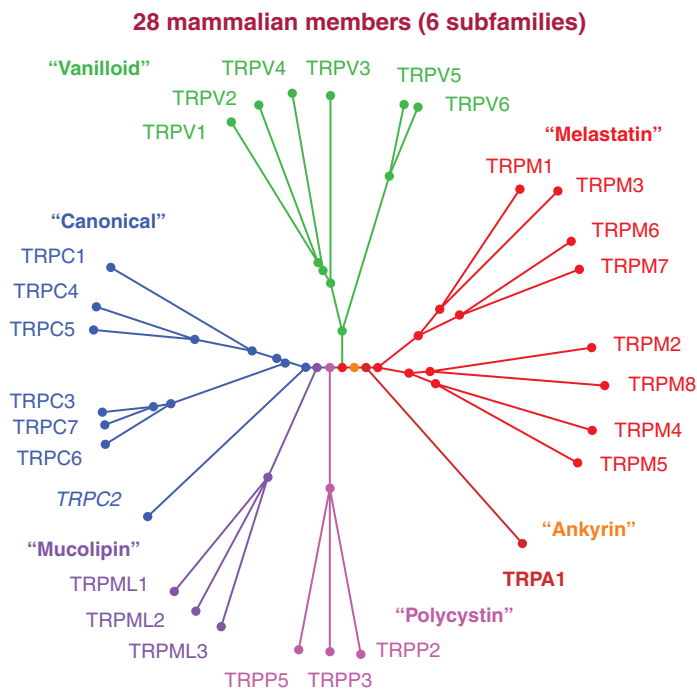 28 mammalian members (6 subfamilies)
“Vanilloid”
TRPV4
TRPV3
TRPV5
TRPV2
TRPV6
TRPV1
“Melastatin”
TRPM1
TRPM3
“Canonical”
TRPM6
TRPC1
TRPM7
TRPC4
TRPC5
TRPM2
TRPM8
TRPC3
TRPC7
TRPM4
TRPC6
TRPM5
TRPC2
“Ankyrin”
“Mucolipin”
TRPA1
TRPML1
“Polycystin”
TRPML2
TRPML3
TRPP2
TRPP5
TRPP3